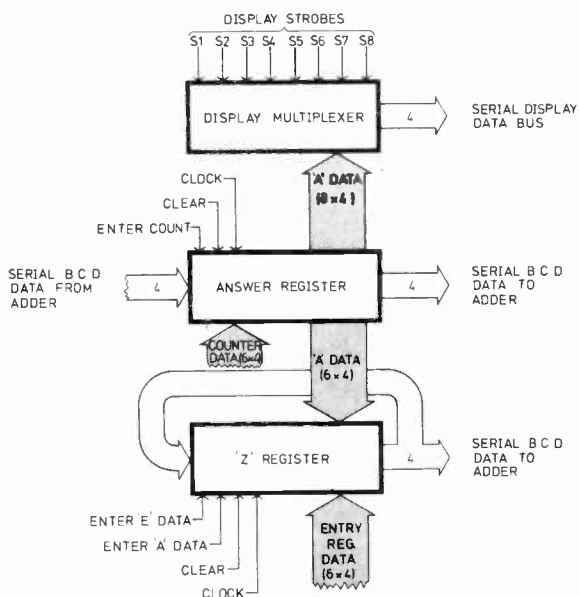 DISPLAY STROBES
S1 S2 S3 S4 S5 S6 S7 S8
DISPLAY MULTIPLEXER
4
SERIAL DISPLAY
DATA BUS
'A' DATA
(8×4)
CLOCK
CLEAR
ENTER COUNT
SERIAL BCD
DATA FROM
ADDER
4
ANSWER REGISTER
4
SERIAL BCD
DATA TO
ADDER
COUNTER
DATA(6×4)
'A' DATA
(6×4)
'Z' REGISTER
4
SERIAL BCD
DATA TO
ADDER
ENTER 'E' DATA
ENTER 'A' DATA
CLEAR
CLOCK
ENTRY
REG.
DATA
(6×4)